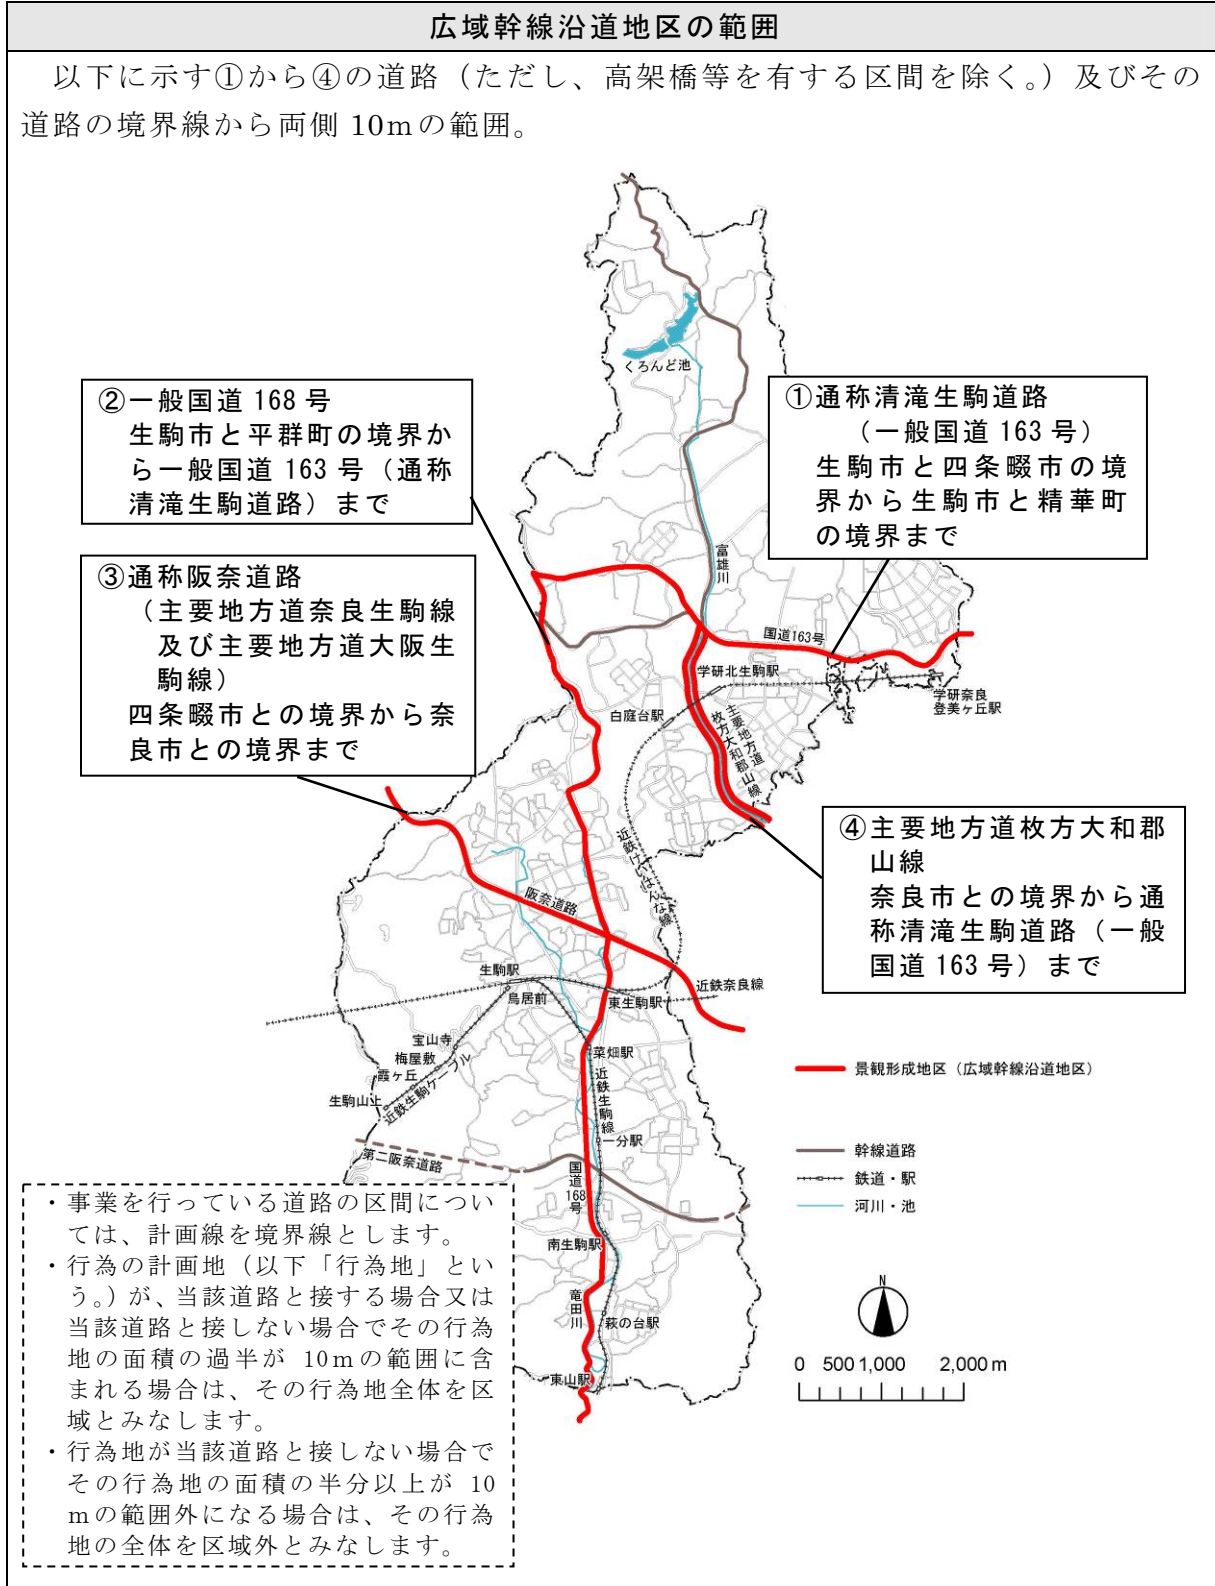 広域幹線沿道地区の範囲
以下に示す①から④の道路（ただし、高架橋等を有する区間を除く。）及びその
道路の境界線から両側 10ｍの範囲。
くろんど池
②一般国道 168 号
生駒市と平群町の境界か
ら一般国道 163 号（通称
清滝生駒道路）まで
①通称清滝生駒道路
（一般国道 163 号）
生駒市と四条畷市の境
界から生駒市と精華町
の境界まで
③通称阪奈道路
（主要地方道奈良生駒線
及び主要地方道大阪生
駒線）
四条畷市との境界から奈
良市との境界まで
富雄川
国道163号
学研北生駒駅
学研奈良
登美ヶ丘駅
白庭台駅
主要地方道
枚方大和郡山線
④主要地方道枚方大和郡
山線
奈良市との境界から通
称清滝生駒道路（一般
国道 163 号）まで
近鉄けいはんな線
阪奈道路
生駒駅
鳥居前
東生駒駅
近鉄奈良線
宝山寺
梅屋敷
霞ヶ丘
生駒山上
近鉄生駒ケーブル
菜畑駅
近鉄生駒線
一分駅
第二阪奈道路
国道168号
南生駒駅
竜田川
萩の台駅
東山駅
景観形成地区（広域幹線沿道地区）
幹線道路
鉄道・駅
河川・池
N
0 500 1,000 2,000 m
・事業を行っている道路の区間につい
ては、計画線を境界線とします。
・行為の計画地（以下「行為地」とい
う。）が、当該道路と接する場合又は
当該道路と接しない場合でその行為
地の面積の過半が 10ｍの範囲に含
まれる場合は、その行為地全体を区
域とみなします。
・行為地が当該道路と接しない場合で
その行為地の面積の半分以上が 10
ｍの範囲外になる場合は、その行為
地の全体を区域外とみなします。